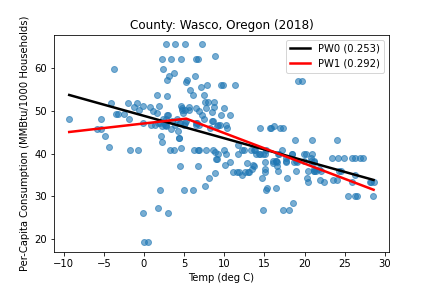 County: Wasco, Oregon (2018)
Per-Capita Consumption (MMBtu/1000 Households)
PW0 (0.253)
PW1 (0.292)
60
50
40
30
20
−10 −5 0 5 10 15 20 25 30
Temp (deg C)